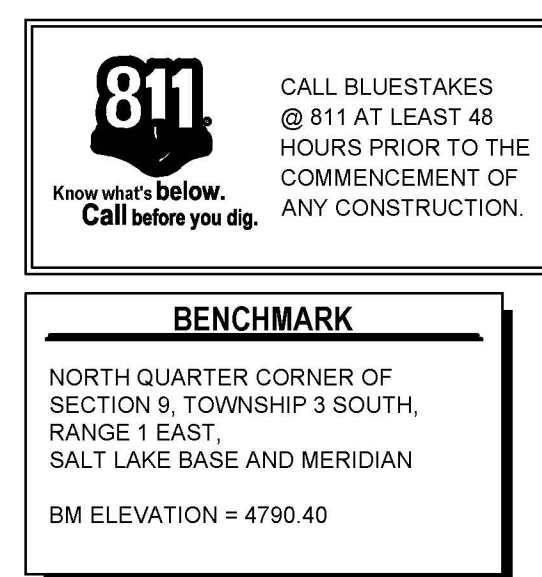 811
Know what's below.
Call before you dig.
CALL BLUESTAKES
@ 811 AT LEAST 48
HOURS PRIOR TO THE
COMMENCEMENT OF
ANY CONSTRUCTION.
BENCHMARK
NORTH QUARTER CORNER OF
SECTION 9, TOWNSHIP 3 SOUTH,
RANGE 1 EAST,
SALT LAKE BASE AND MERIDIAN
BM ELEVATION = 4790.40